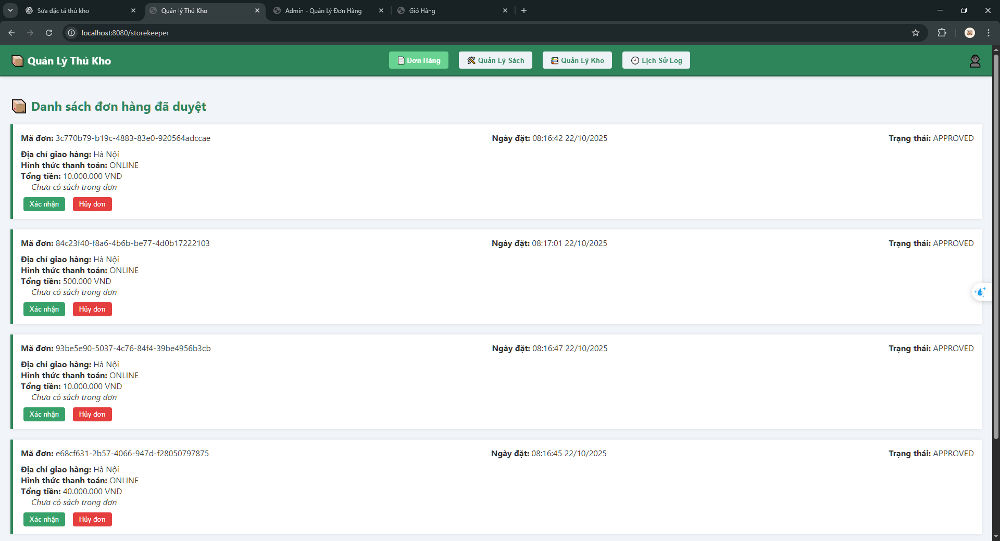 Sửa đặc tả thủ kho
Quản lý Thủ Kho
Admin - Quản Lý Đơn Hàng
Giỏ Hàng
localhost:8080/storekeeper
Quản Lý Thủ Kho
Đơn Hàng
Quản Lý Sách
Quản Lý Kho
Lịch Sử Log
Danh sách đơn hàng đã duyệt
Mã đơn: 3c770b79-b19c-4883-83e0-920564adccae Ngày đặt: 08:16:42 22/10/2025 Trạng thái: APPROVED
Địa chỉ giao hàng: Hà Nội
Hình thức thanh toán: ONLINE
Tổng tiền: 10.000.000 VND
Chưa có sách trong đơn
Xác nhận Hủy đơn
Mã đơn: 84c23f40-f8a6-4b6b-be77-4d0b17222103 Ngày đặt: 08:17:01 22/10/2025 Trạng thái: APPROVED
Địa chỉ giao hàng: Hà Nội
Hình thức thanh toán: ONLINE
Tổng tiền: 500.000 VND
Chưa có sách trong đơn
Xác nhận Hủy đơn
Mã đơn: 93be5e90-5037-4c76-84f4-39be4956b3cb Ngày đặt: 08:16:47 22/10/2025 Trạng thái: APPROVED
Địa chỉ giao hàng: Hà Nội
Hình thức thanh toán: ONLINE
Tổng tiền: 10.000.000 VND
Chưa có sách trong đơn
Xác nhận Hủy đơn
Mã đơn: e68cf631-2b57-4066-947d-f28050797875 Ngày đặt: 08:16:45 22/10/2025 Trạng thái: APPROVED
Địa chỉ giao hàng: Hà Nội
Hình thức thanh toán: ONLINE
Tổng tiền: 40.000.000 VND
Chưa có sách trong đơn
Xác nhận Hủy đơn